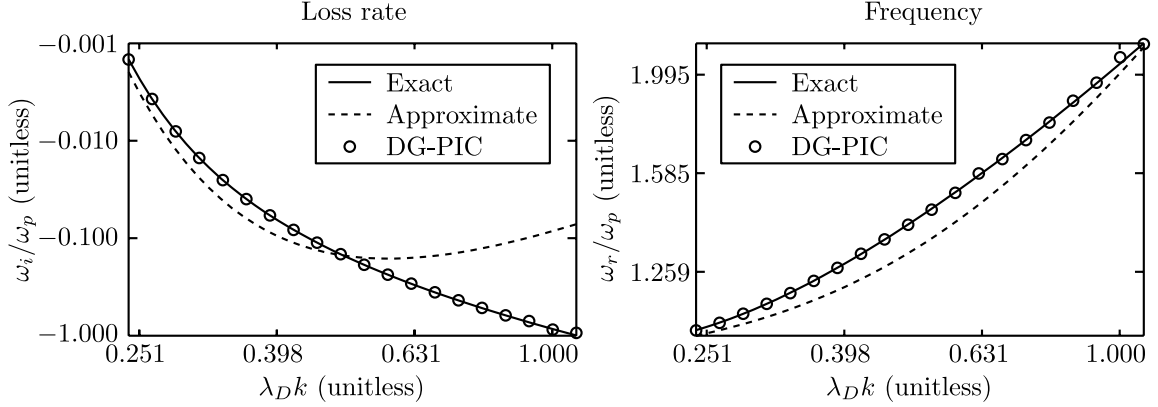 Loss rate
−0.001
−0.010
−0.100
−1.000
ω_i/ω_p (unitless)
Exact
Approximate
DG-PIC
0.251 0.398 0.631 1.000
λ_D k (unitless)
Frequency
1.995
1.585
1.259
ω_r/ω_p (unitless)
Exact
Approximate
DG-PIC
0.251 0.398 0.631 1.000
λ_D k (unitless)